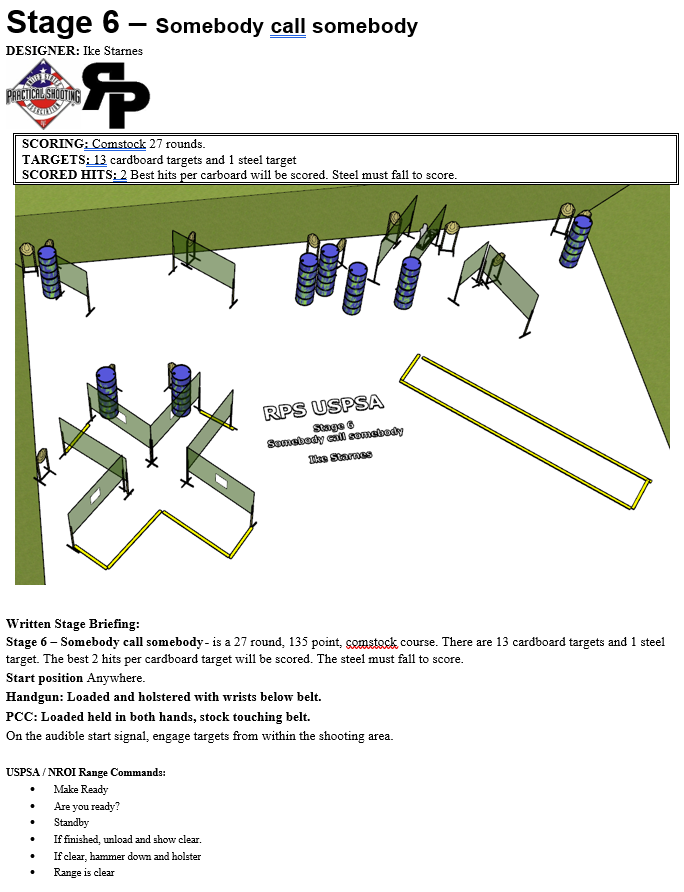 Stage 6 – Somebody call somebody
DESIGNER: Ike Starnes
UNITED STATES
PRACTICAL SHOOTING
ASSOCIATION
RP
SCORING: Comstock 27 rounds.
TARGETS: 13 cardboard targets and 1 steel target
SCORED HITS: 2 Best hits per carboard will be scored. Steel must fall to score.
RPS USPSA
Stage 6
Somebody call somebody
Ike Starnes
Written Stage Briefing:
Stage 6 – Somebody call somebody- is a 27 round, 135 point, comstock course. There are 13 cardboard targets and 1 steel
target. The best 2 hits per cardboard target will be scored. The steel must fall to score.
Start position Anywhere.
Handgun: Loaded and holstered with wrists below belt.
PCC: Loaded held in both hands, stock touching belt.
On the audible start signal, engage targets from within the shooting area.
USPSA / NROI Range Commands:
• Make Ready
• Are you ready?
• Standby
• If finished, unload and show clear.
• If clear, hammer down and holster
• Range is clear